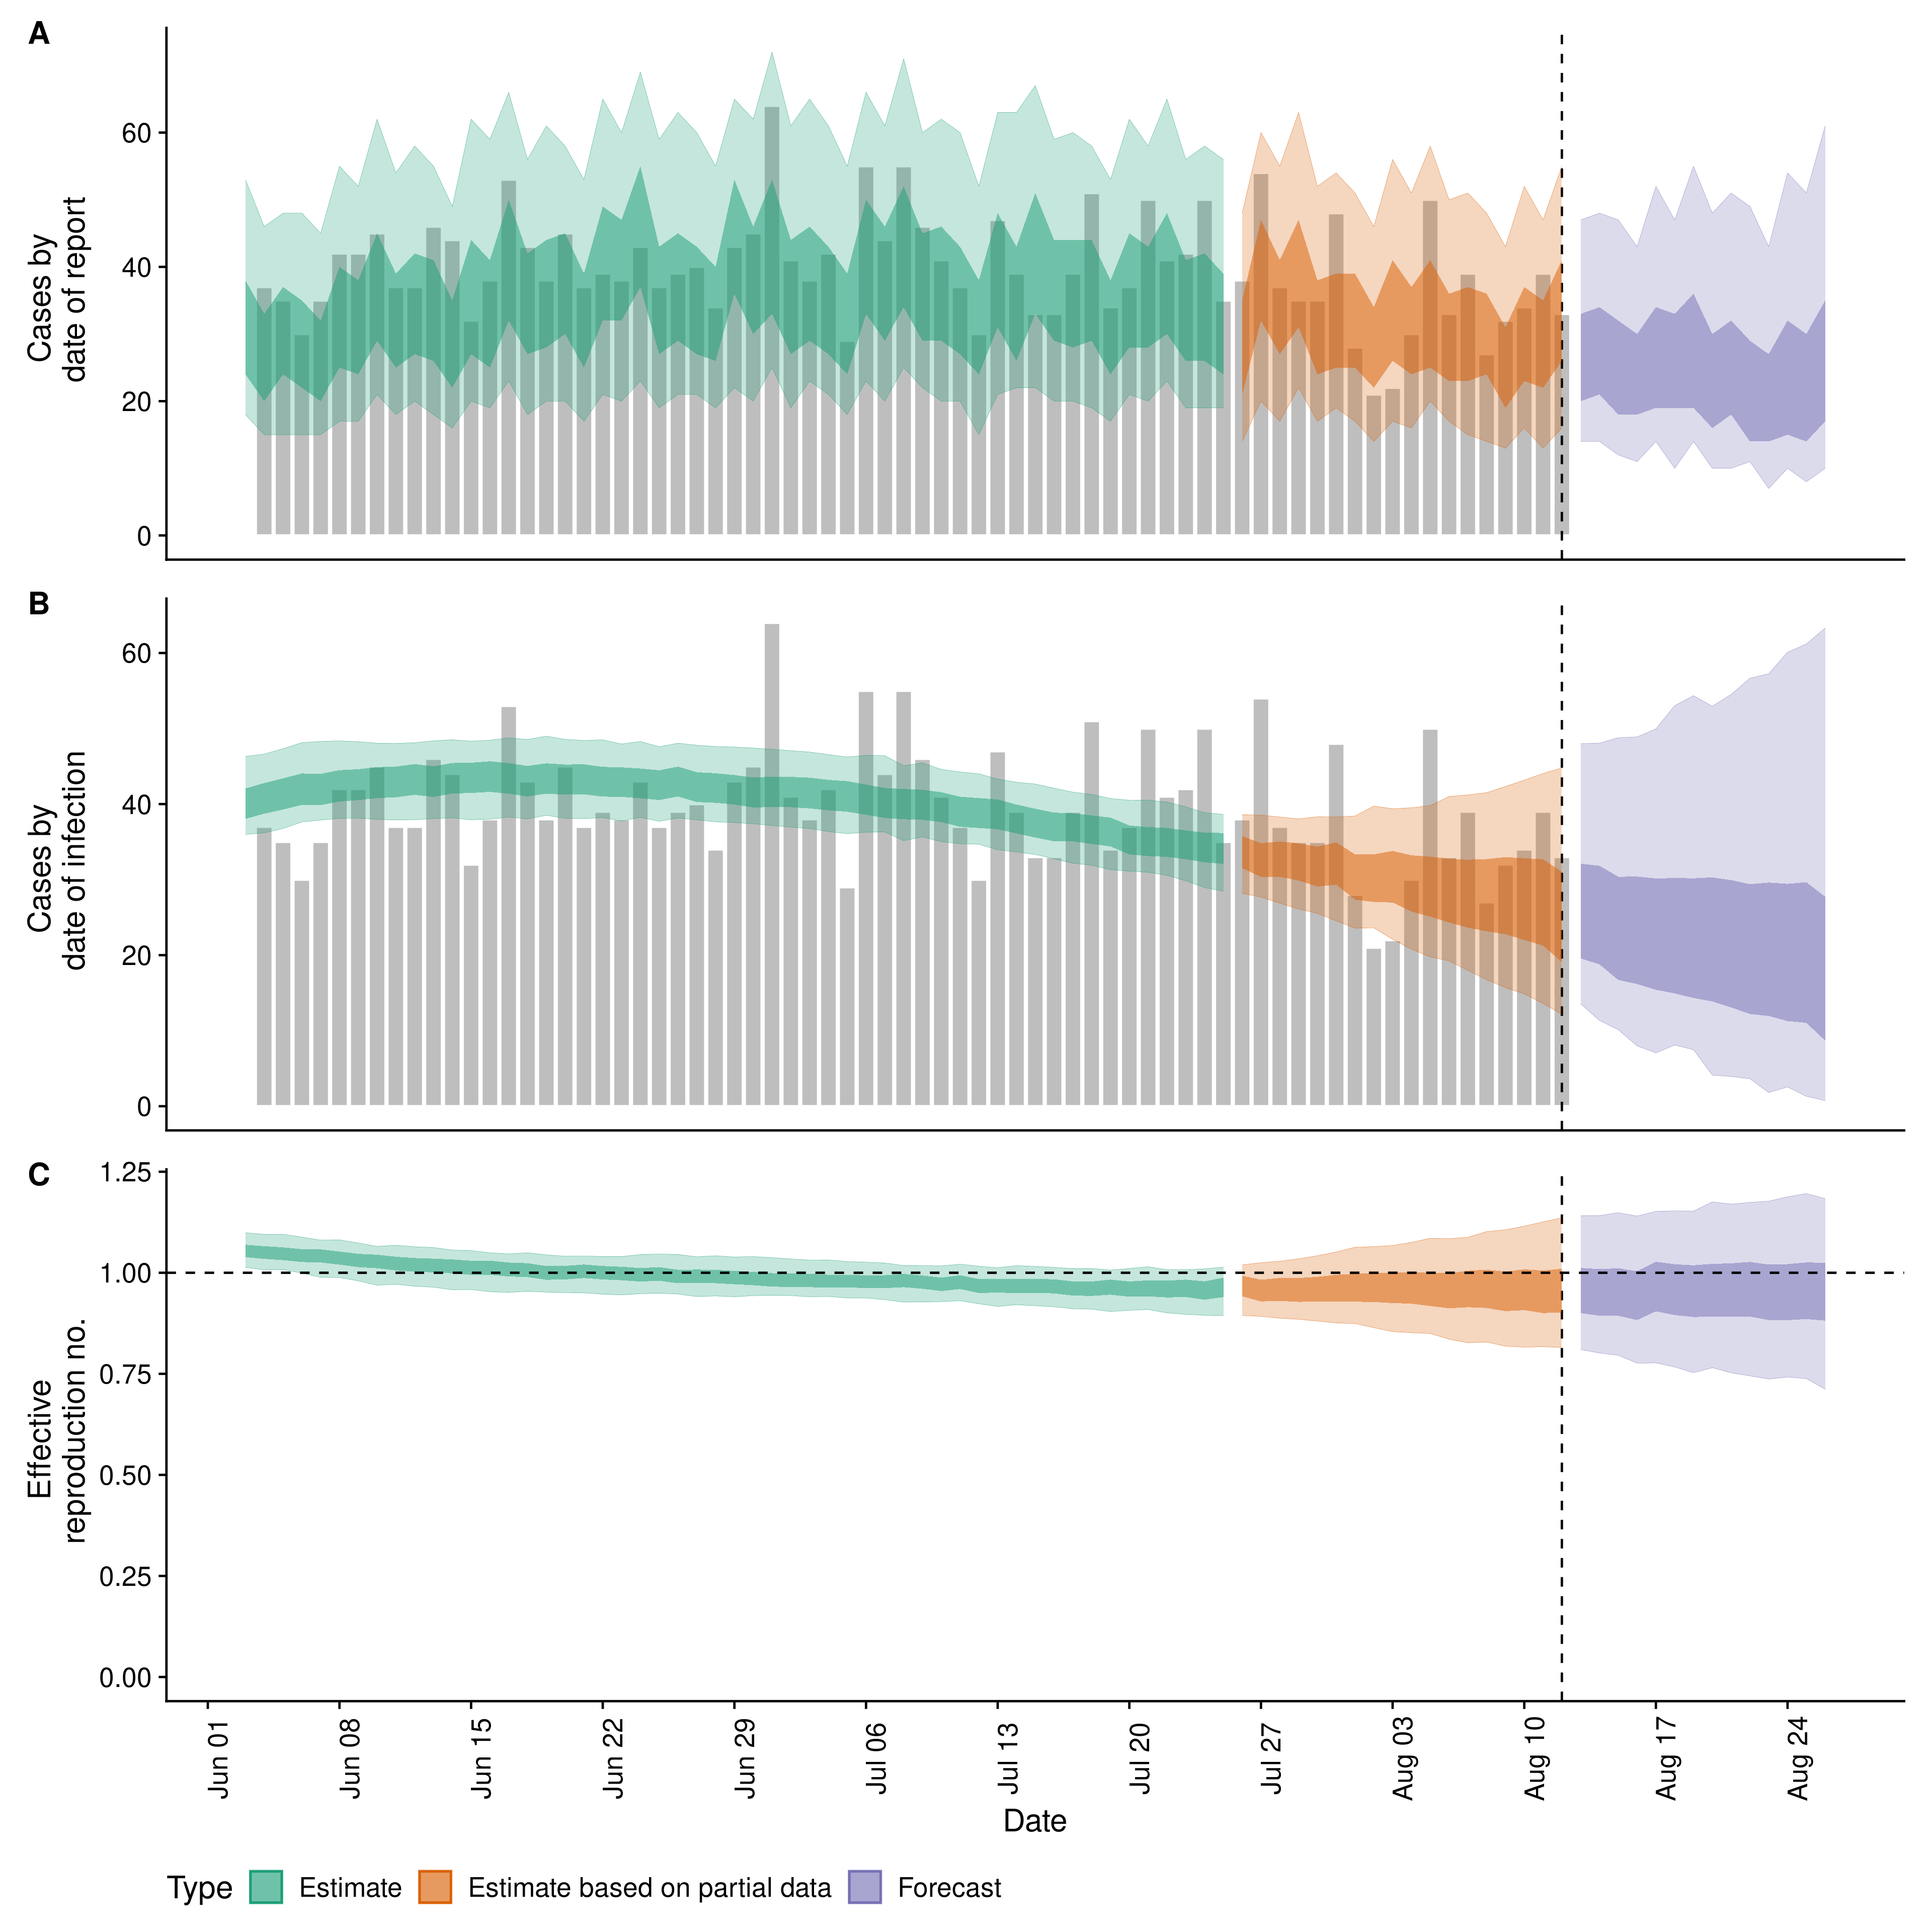 A
Cases by
date of report
60
40
20
0
B
Cases by
date of infection
60
40
20
0
C
Effective
reproduction no.
1.25
1.00
0.75
0.50
0.25
0.00
Jun 01
Jun 08
Jun 15
Jun 22
Jun 29
Jul 06
Jul 13
Jul 20
Jul 27
Aug 03
Aug 10
Aug 17
Aug 24
Date
Type Estimate Estimate based on partial data Forecast